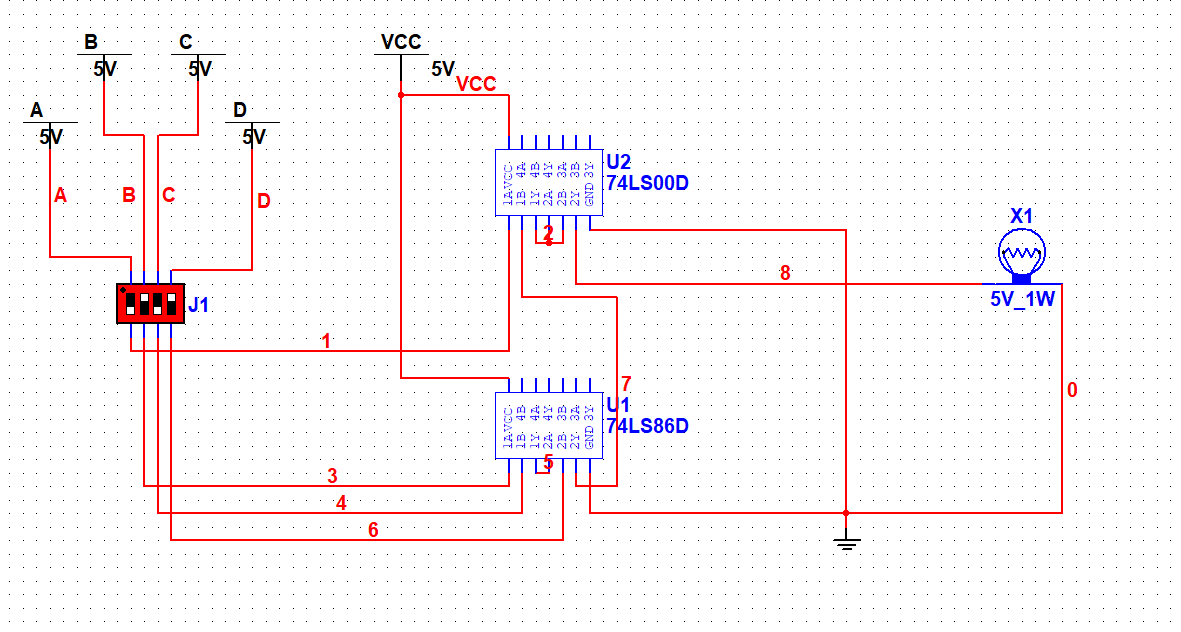 B
C
VCC
5V
5V
5V
VCC
A
D
5V
5V
U2
74LS00D
1A VCC
1B 4A
1Y 4B
2A 4Y
2B 3A
2Y 3B
GND 3Y
A
B
C
D
X1
2
8
5V_1W
J1
1
7
0
U1
74LS86D
1A VCC
1B 4B
1Y 4A
2A 4Y
2B 3B
2Y 3A
GND 3Y
5
3
4
6